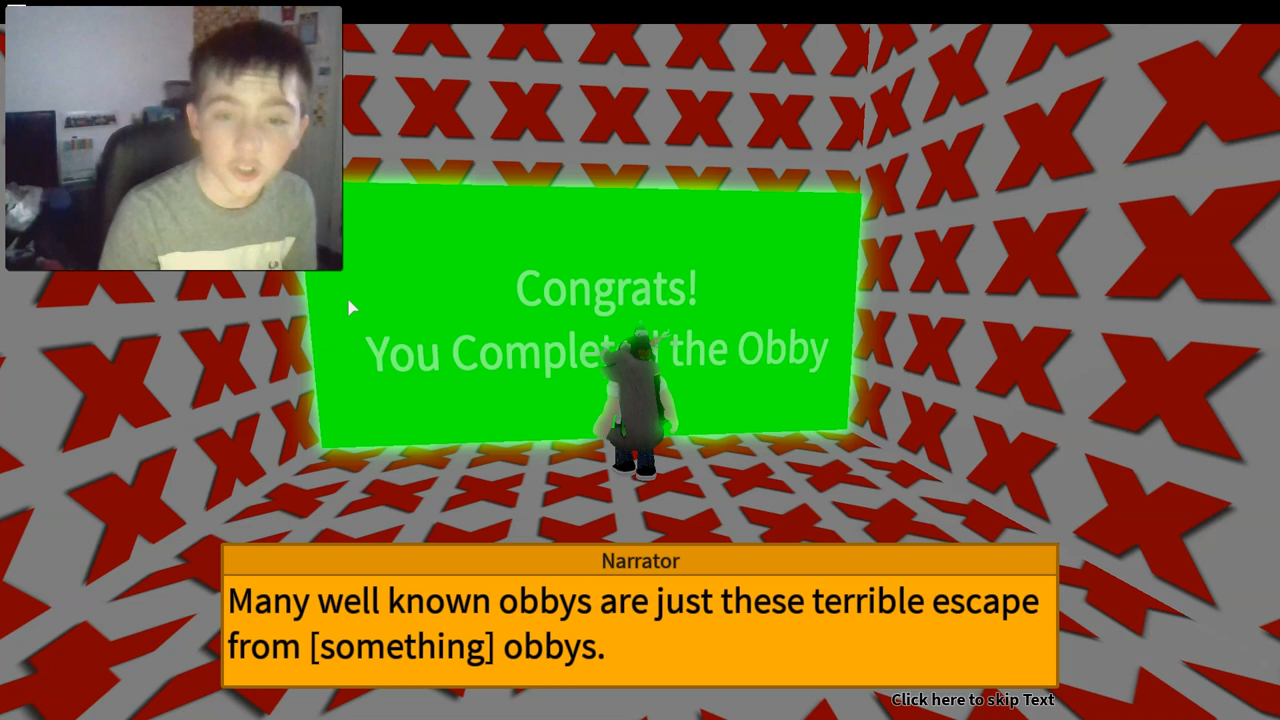 Congrats!
You Completed the Obby
Narrator
Many well known obbys are just these terrible escape
from [something] obbys.
Click here to skip Text